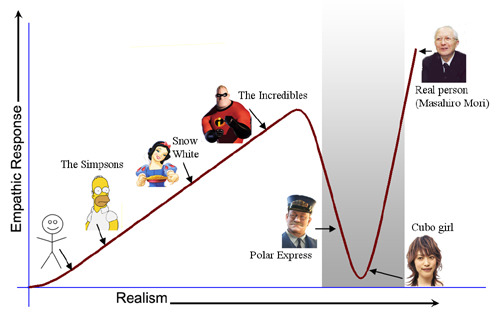 Empathic Response
The Simpsons
Snow
White
The Incredibles
Real person
(Masahiro Mori)
Polar Express
Cubo girl
Realism